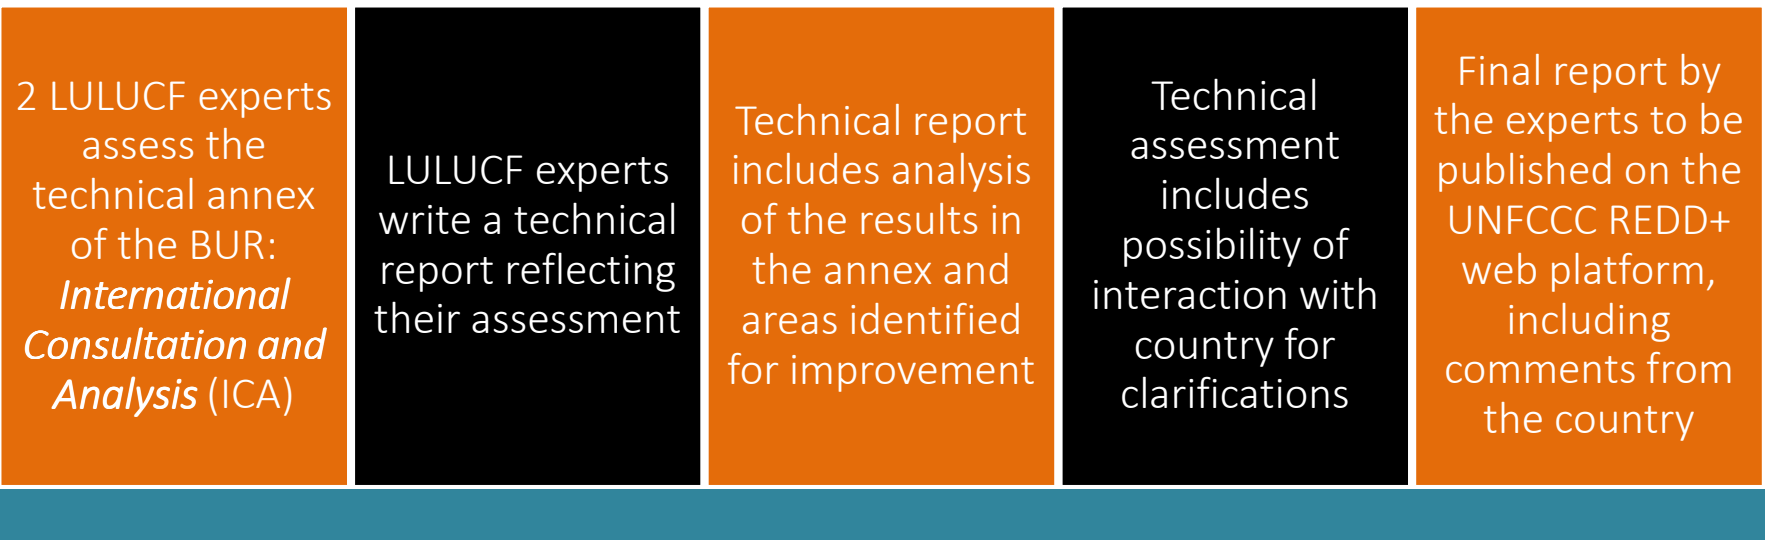 2 LULUCF experts
assess the
technical annex
of the BUR:
International
Consultation and
Analysis (ICA)
LULUCF experts
write a technical
report reflecting
their assessment
Technical report
includes analysis
of the results in
the annex and
areas identified
for improvement
Technical
assessment
includes
possibility of
interaction with
country for
clarifications
Final report by
the experts to be
published on the
UNFCCC REDD+
web platform,
including
comments from
the country